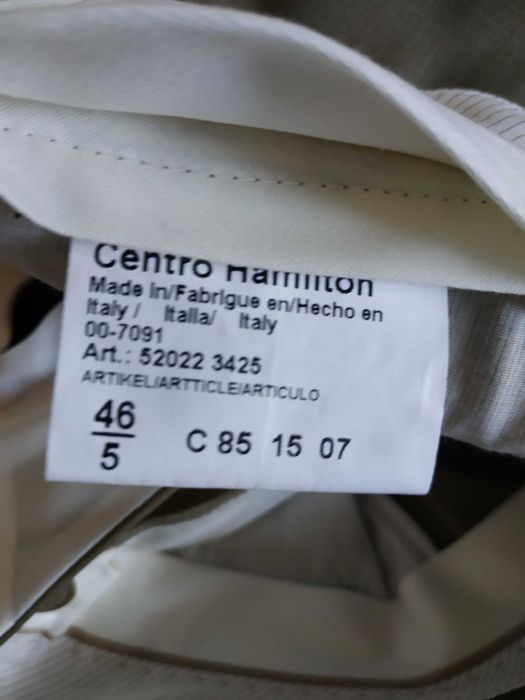 Centro Hamilton
Made in/Fabrigue en/Hecho en
Italy / Italla/ Italy
00-7091
Art.: 52022 3425
ARTIKEL/ARTTICLE/ARTICULO
46
5
C 85 15 07